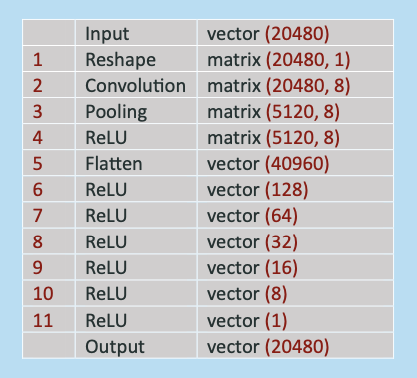 Input vector (20480)
1 Reshape matrix (20480, 1)
2 Convolution matrix (20480, 8)
3 Pooling matrix (5120, 8)
4 ReLU matrix (5120, 8)
5 Flatten vector (40960)
6 ReLU vector (128)
7 ReLU vector (64)
8 ReLU vector (32)
9 ReLU vector (16)
10 ReLU vector (8)
11 ReLU vector (1)
Output vector (20480)